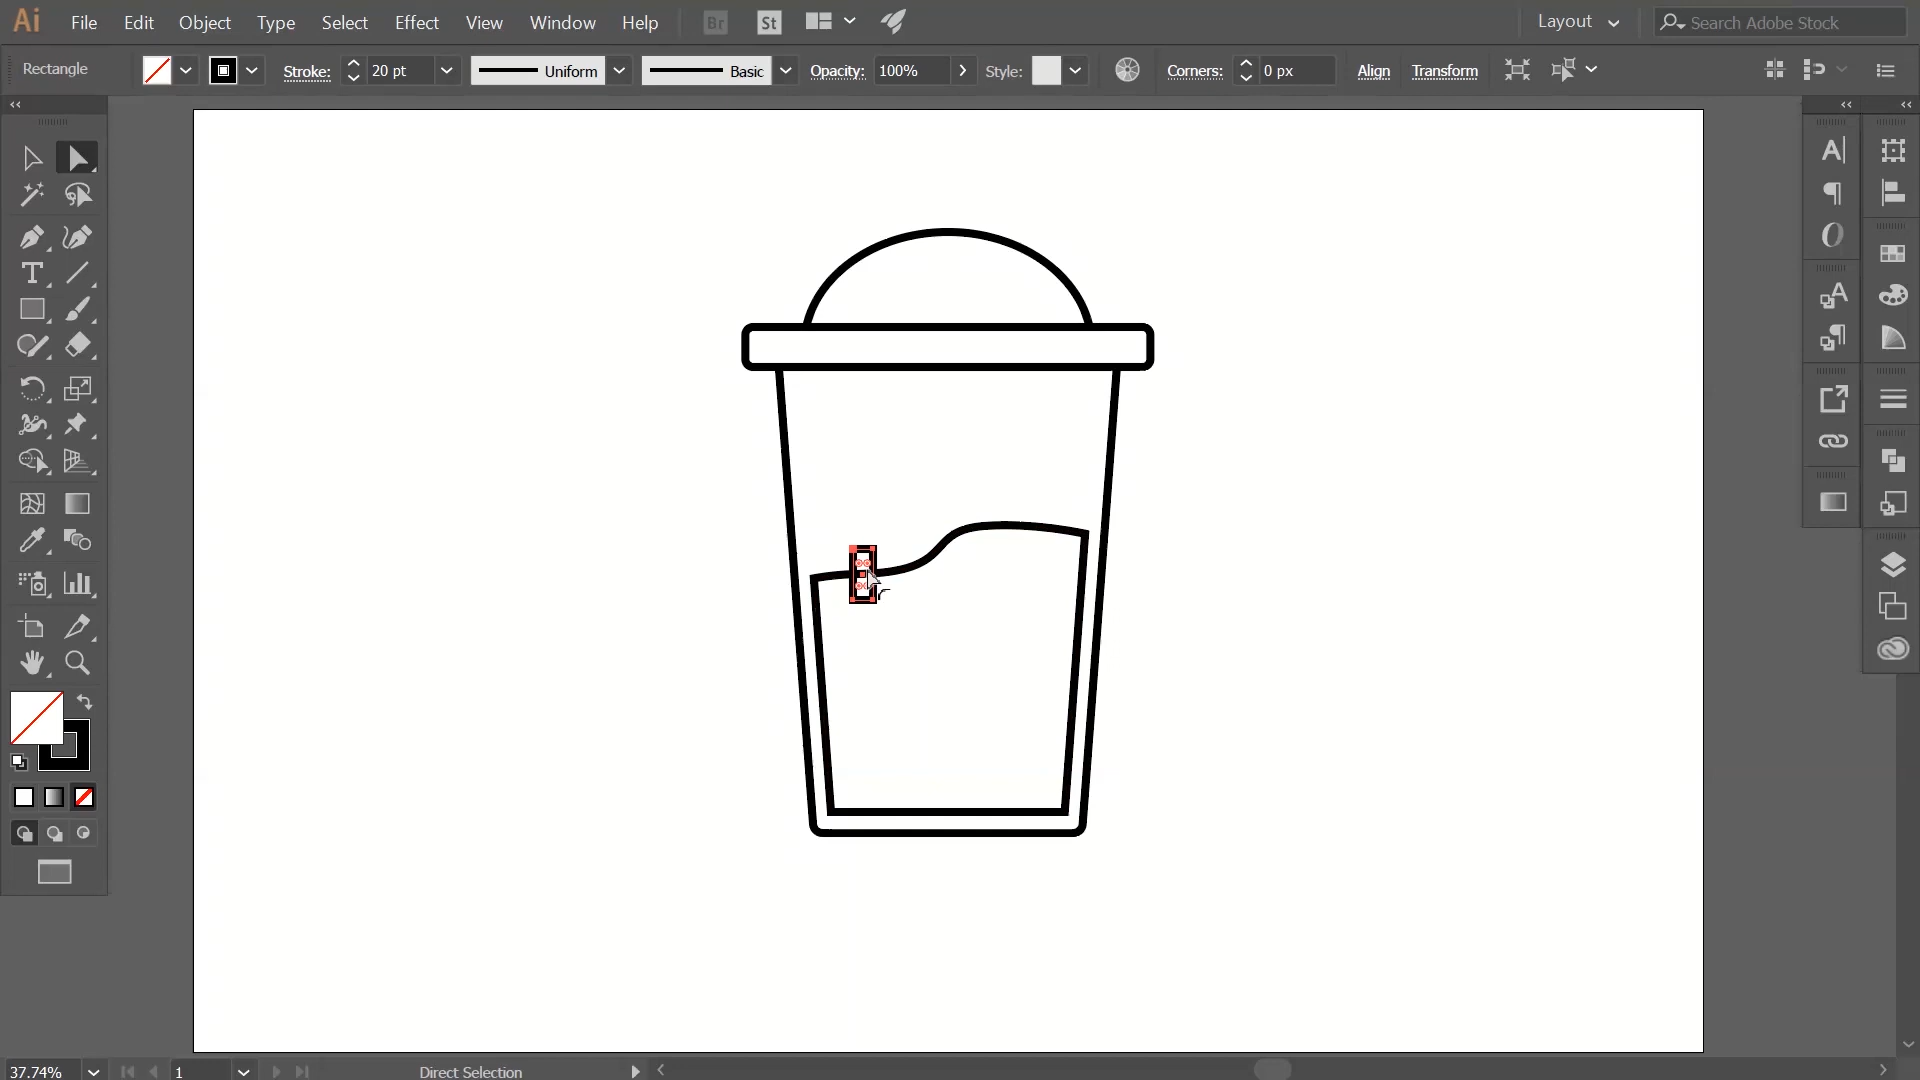 Ai File Edit Object Type Select Effect View Window Help Br St Layout Search Adobe Stock
Rectangle Stroke: 20 pt Uniform Basic Opacity: 100% Style: Corners: 0 px Align Transform
37.74% 1 Direct Selection